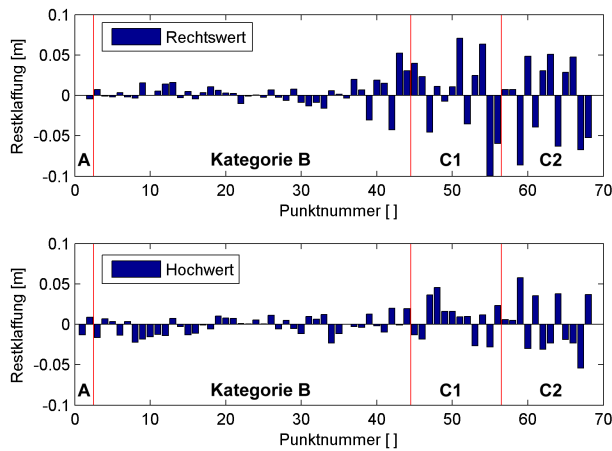 0.1
Rechtswert
0.05
0
-0.05
-0.1
Restklaffung [m]
A
Kategorie B
C1
C2
0 10 20 30 40 50 60 70
Punktnummer [ ]
0.1
Hochwert
0.05
0
-0.05
-0.1
Restklaffung [m]
A
Kategorie B
C1
C2
0 10 20 30 40 50 60 70
Punktnummer [ ]